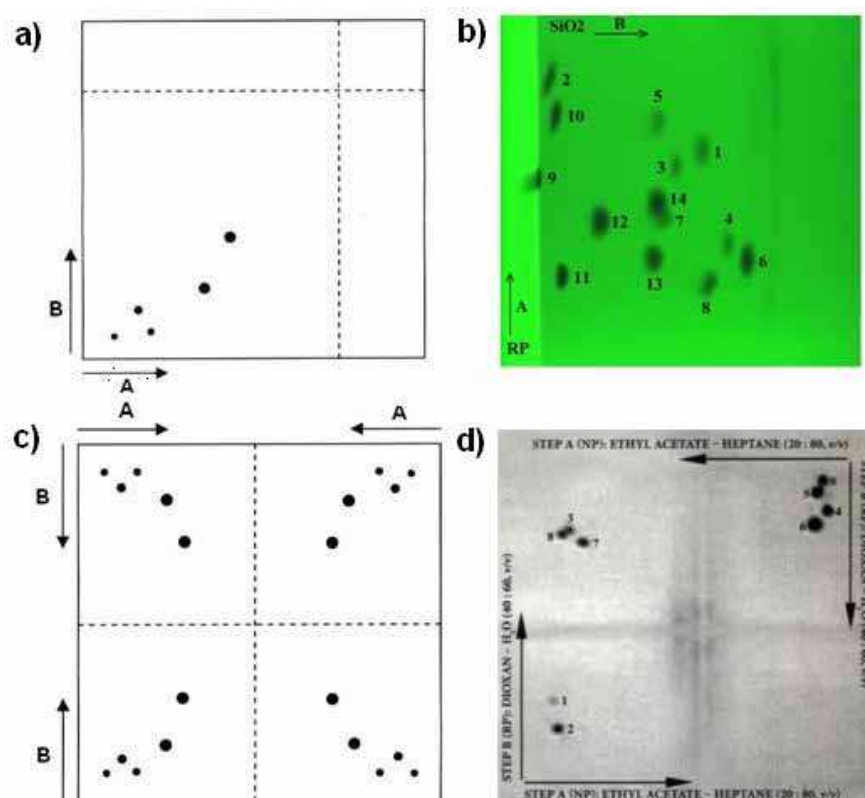 a)
B
A
A
b)
SiO2 B
2
10
5
1
3
9
14
12
7
4
6
13
11
8
A
RP
c)
A
B
B
d)
STEP A (NP): ETHYL ACETATE - HEPTANE (20 : 80, v/v)
5
4
6
3
8
7
1
2
STEP B (RP): DIOXAN - H2O (40 : 60, v/v)
STEP A (NP): ETHYL ACETATE - HEPTANE (20 : 80, v/v)